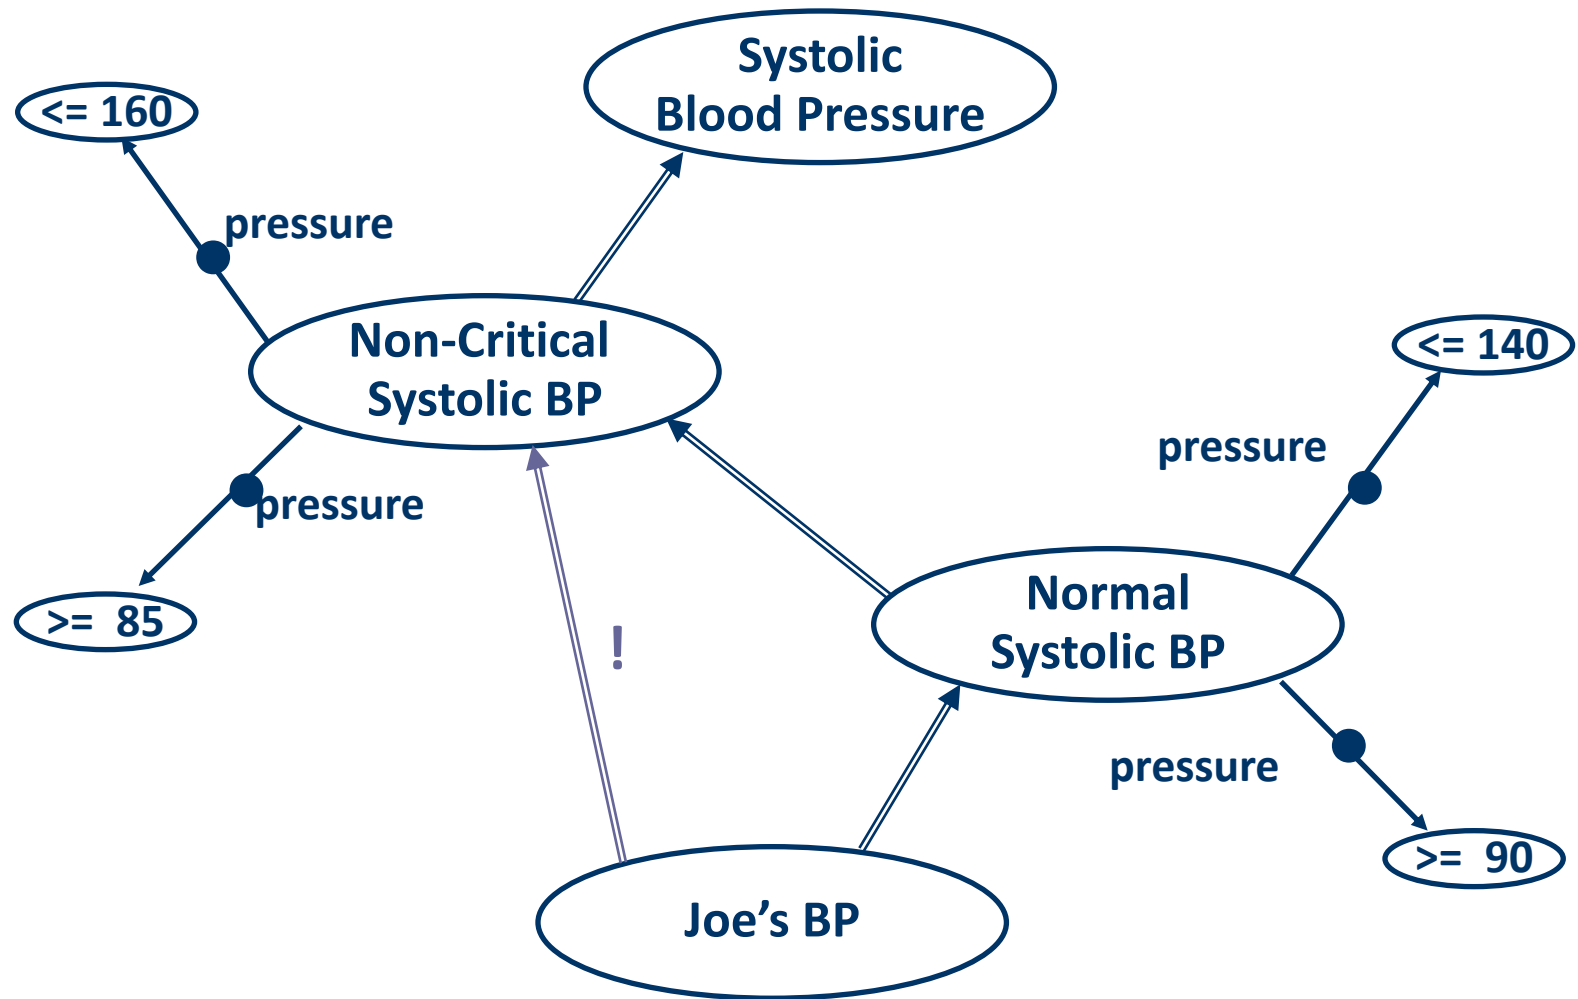 Systolic
Blood Pressure
<= 160
pressure
Non-Critical
Systolic BP
<= 140
pressure
pressure
>= 85
Normal
Systolic BP
!
pressure
>= 90
Joe’s BP